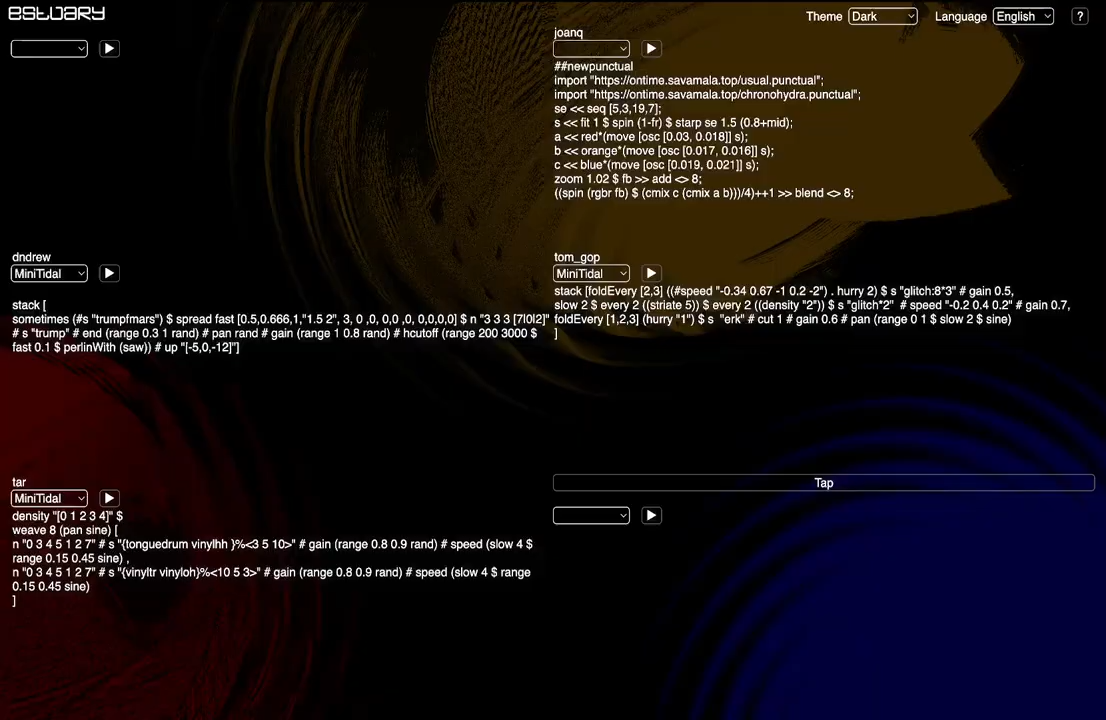 estuary
Theme Dark Language English ?
joanq
##newpunctual
import "https://ontime.savamala.top/usual.punctual";
import "https://ontime.savamala.top/chronohydra.punctual";
se << seq [5,3,19,7];
s << fit 1 $ spin (1-fr) $ starp se 1.5 (0.8+mid);
a << red*(move [osc [0.03, 0.018]] s);
b << orange*(move [osc [0.017, 0.016]] s);
c << blue*(move [osc [0.019, 0.021]] s);
zoom 1.02 $ fb >> add <> 8;
((spin (rgbr fb) $ (cmix c (cmix a b)))/4)++1 >> blend <> 8;
dndrew
MiniTidal
stack [
sometimes (#s "trumpfmars") $ spread fast [0.5,0.666,1,"1.5 2", 3, 0 ,0, 0,0 ,0, 0,0,0,0] $ n "3 3 3 [7!0!2]"
# s "trump" # end (range 0.3 1 rand) # pan rand # gain (range 1 0.8 rand) # hcutoff (range 200 3000 $
fast 0.1 $ perlinWith (saw)) # up "[-5,0,-12]"]
tom_gop
MiniTidal
stack [foldEvery [2,3] ((#speed "-0.34 0.67 -1 0.2 -2") . hurry 2) $ s "glitch:8*3" # gain 0.5,
slow 2 $ every 2 ((striate 5)) $ every 2 ((density "2")) $ s "glitch*2"  # speed "-0.2 0.4 0.2" # gain 0.7,
foldEvery [1,2,3] (hurry "1") $ s  "erk" # cut 1 # gain 0.6 # pan (range 0 1 $ slow 2 $ sine)
]
tar
MiniTidal
density "[0 1 2 3 4]" $
weave 8 (pan sine) [
n "0 3 4 5 1 2 7" # s "{tonguedrum vinylhh }%<3 5 10>" # gain (range 0.8 0.9 rand) # speed (slow 4 $
range 0.15 0.45 sine) ,
n "0 3 4 5 1 2 7" # s "{vinyltr vinyloh}%<10 5 3>" # gain (range 0.8 0.9 rand) # speed (slow 4 $ range
0.15 0.45 sine)
]
Tap